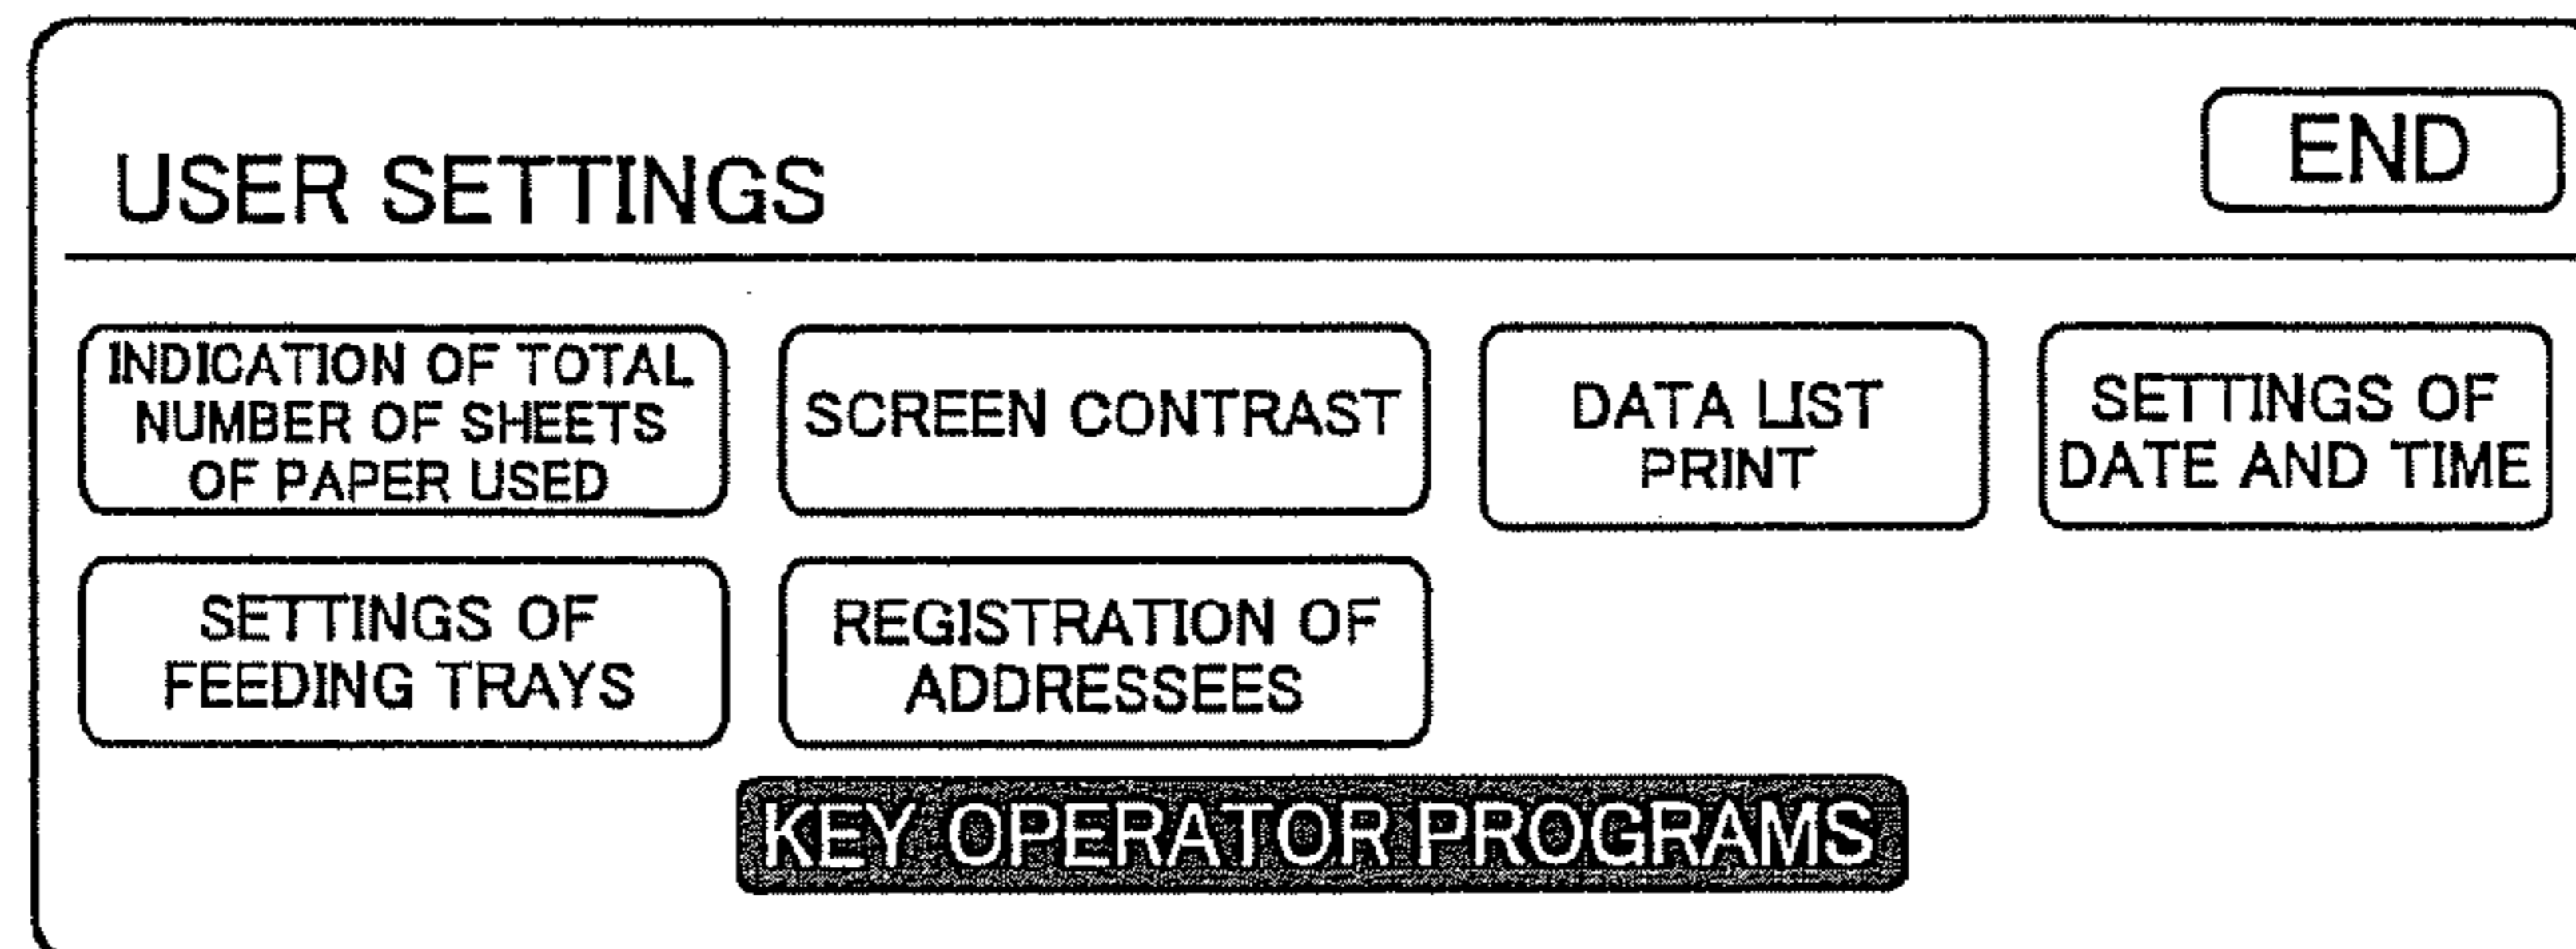 USER SETTINGS
END
INDICATION OF TOTAL
NUMBER OF SHEETS
OF PAPER USED
SCREEN CONTRAST
DATA LIST
PRINT
SETTINGS OF
DATE AND TIME
SETTINGS OF
FEEDING TRAYS
REGISTRATION OF
ADDRESSEES
KEY OPERATOR PROGRAMS